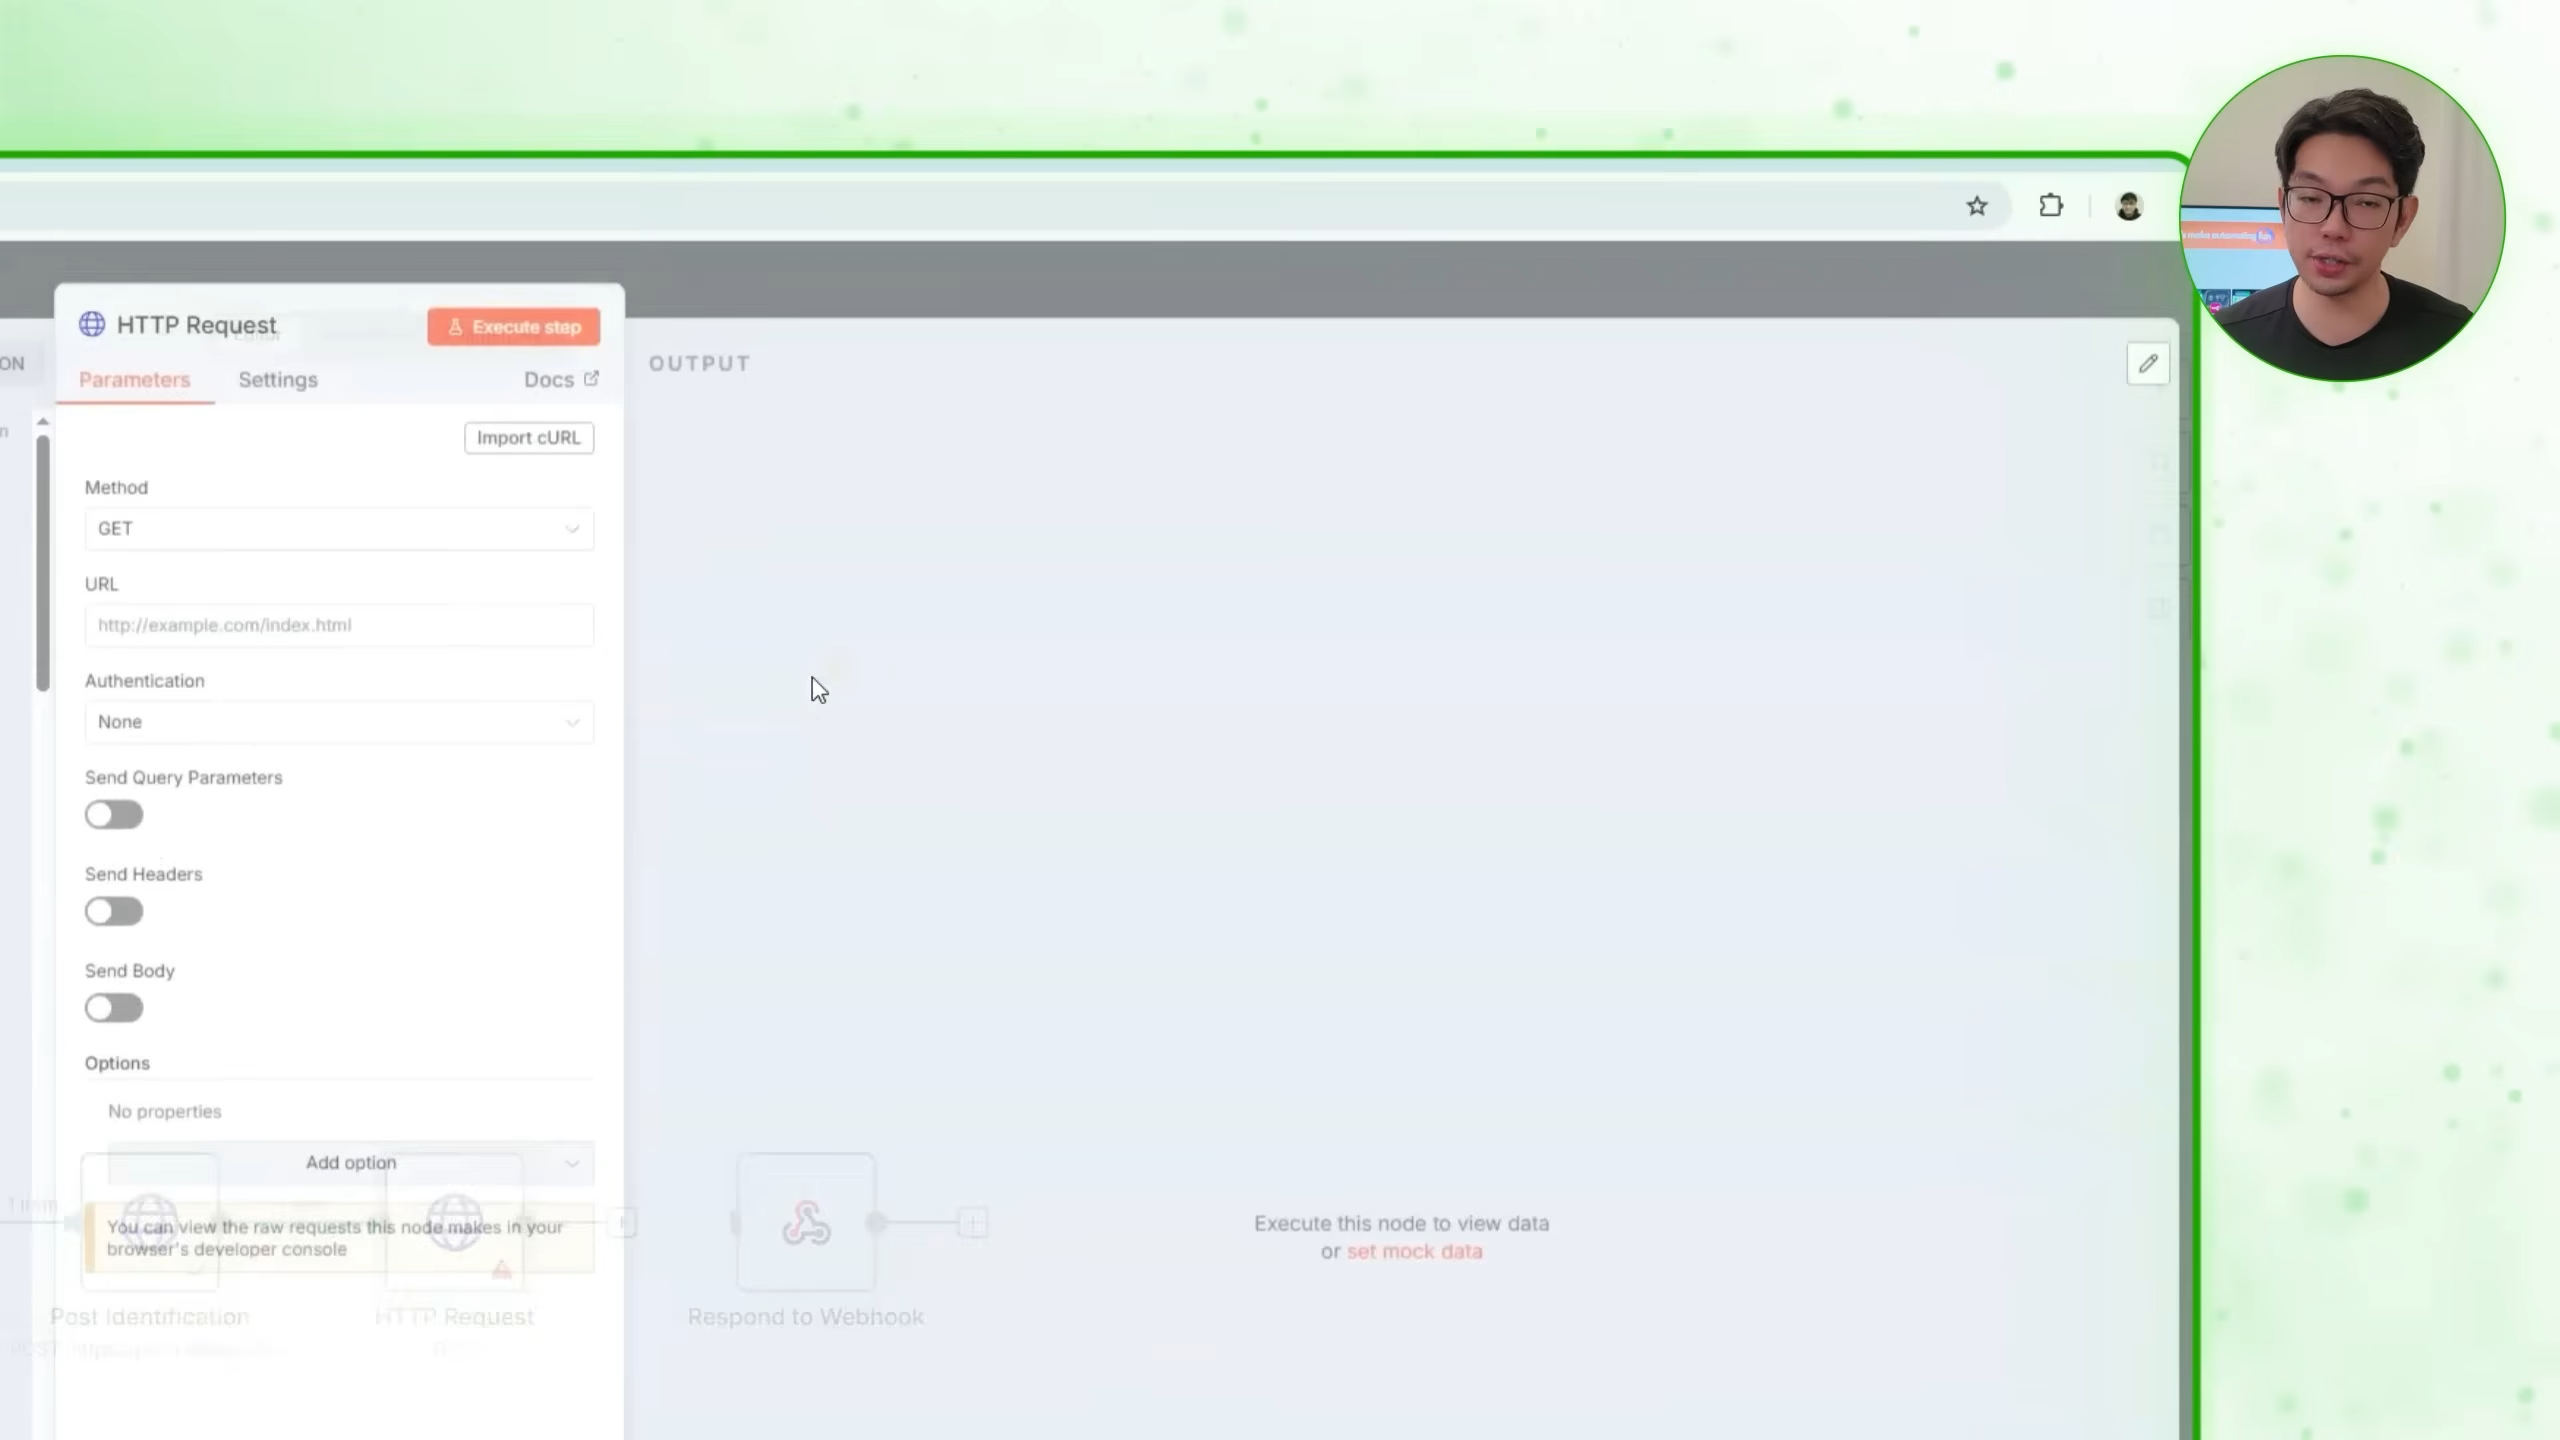 HTTP Request
Execute step
ON
Parameters
Settings
Docs
OUTPUT
n
Import cURL
Method
GET
URL
http://example.com/index.html
Authentication
None
Send Query Parameters
Send Headers
Send Body
Options
No properties
Add option
You can view the raw requests this node makes in your
browser's developer console
Execute this node to view data
or set mock data
Post Identification
HTTP Request
Respond to Webhook